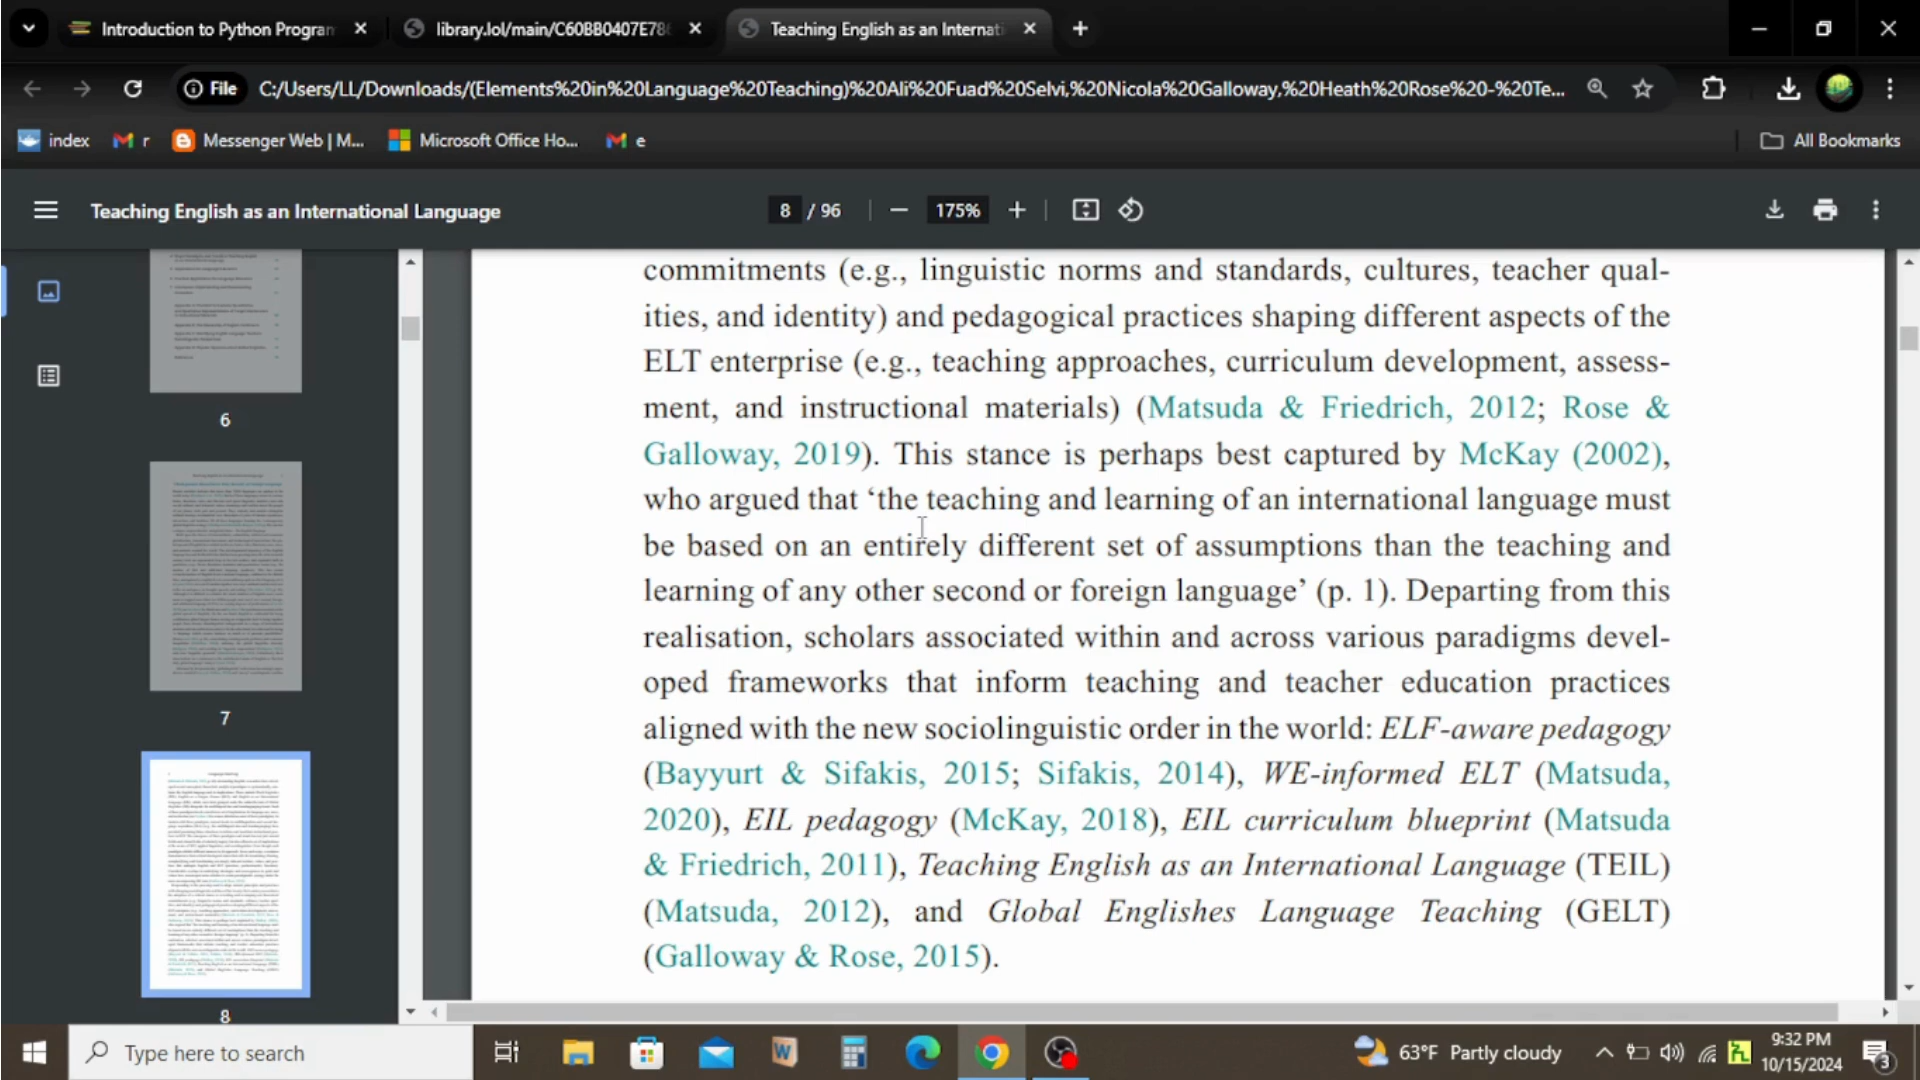 Introduction to Python Progran
library.lol/main/C60BB0407E78
Teaching English as an Internati
File
C:/Users/LL/Downloads/(Elements%20in%20Language%20Teaching)%20Ali%20Fuad%20Selvi,%20Nicola%20Galloway,%20Heath%20Rose%20-%20Te...
index
r
Messenger Web | M...
Microsoft Office Ho...
e
All Bookmarks
Teaching English as an International Language
8 / 96
175%
6
7
8
commitments (e.g., linguistic norms and standards, cultures, teacher qual-
ities, and identity) and pedagogical practices shaping different aspects of the
ELT enterprise (e.g., teaching approaches, curriculum development, assess-
ment, and instructional materials) (Matsuda & Friedrich, 2012; Rose &
Galloway, 2019). This stance is perhaps best captured by McKay (2002),
who argued that ‘the teaching and learning of an international language must
be based on an entirely different set of assumptions than the teaching and
learning of any other second or foreign language’ (p. 1). Departing from this
realisation, scholars associated within and across various paradigms devel-
oped frameworks that inform teaching and teacher education practices
aligned with the new sociolinguistic order in the world: ELF-aware pedagogy
(Bayyurt & Sifakis, 2015; Sifakis, 2014), WE-informed ELT (Matsuda,
2020), EIL pedagogy (McKay, 2018), EIL curriculum blueprint (Matsuda
& Friedrich, 2011), Teaching English as an International Language (TEIL)
(Matsuda, 2012), and Global Englishes Language Teaching (GELT)
(Galloway & Rose, 2015).
Type here to search
63°F Partly cloudy
9:32 PM
10/15/2024
3